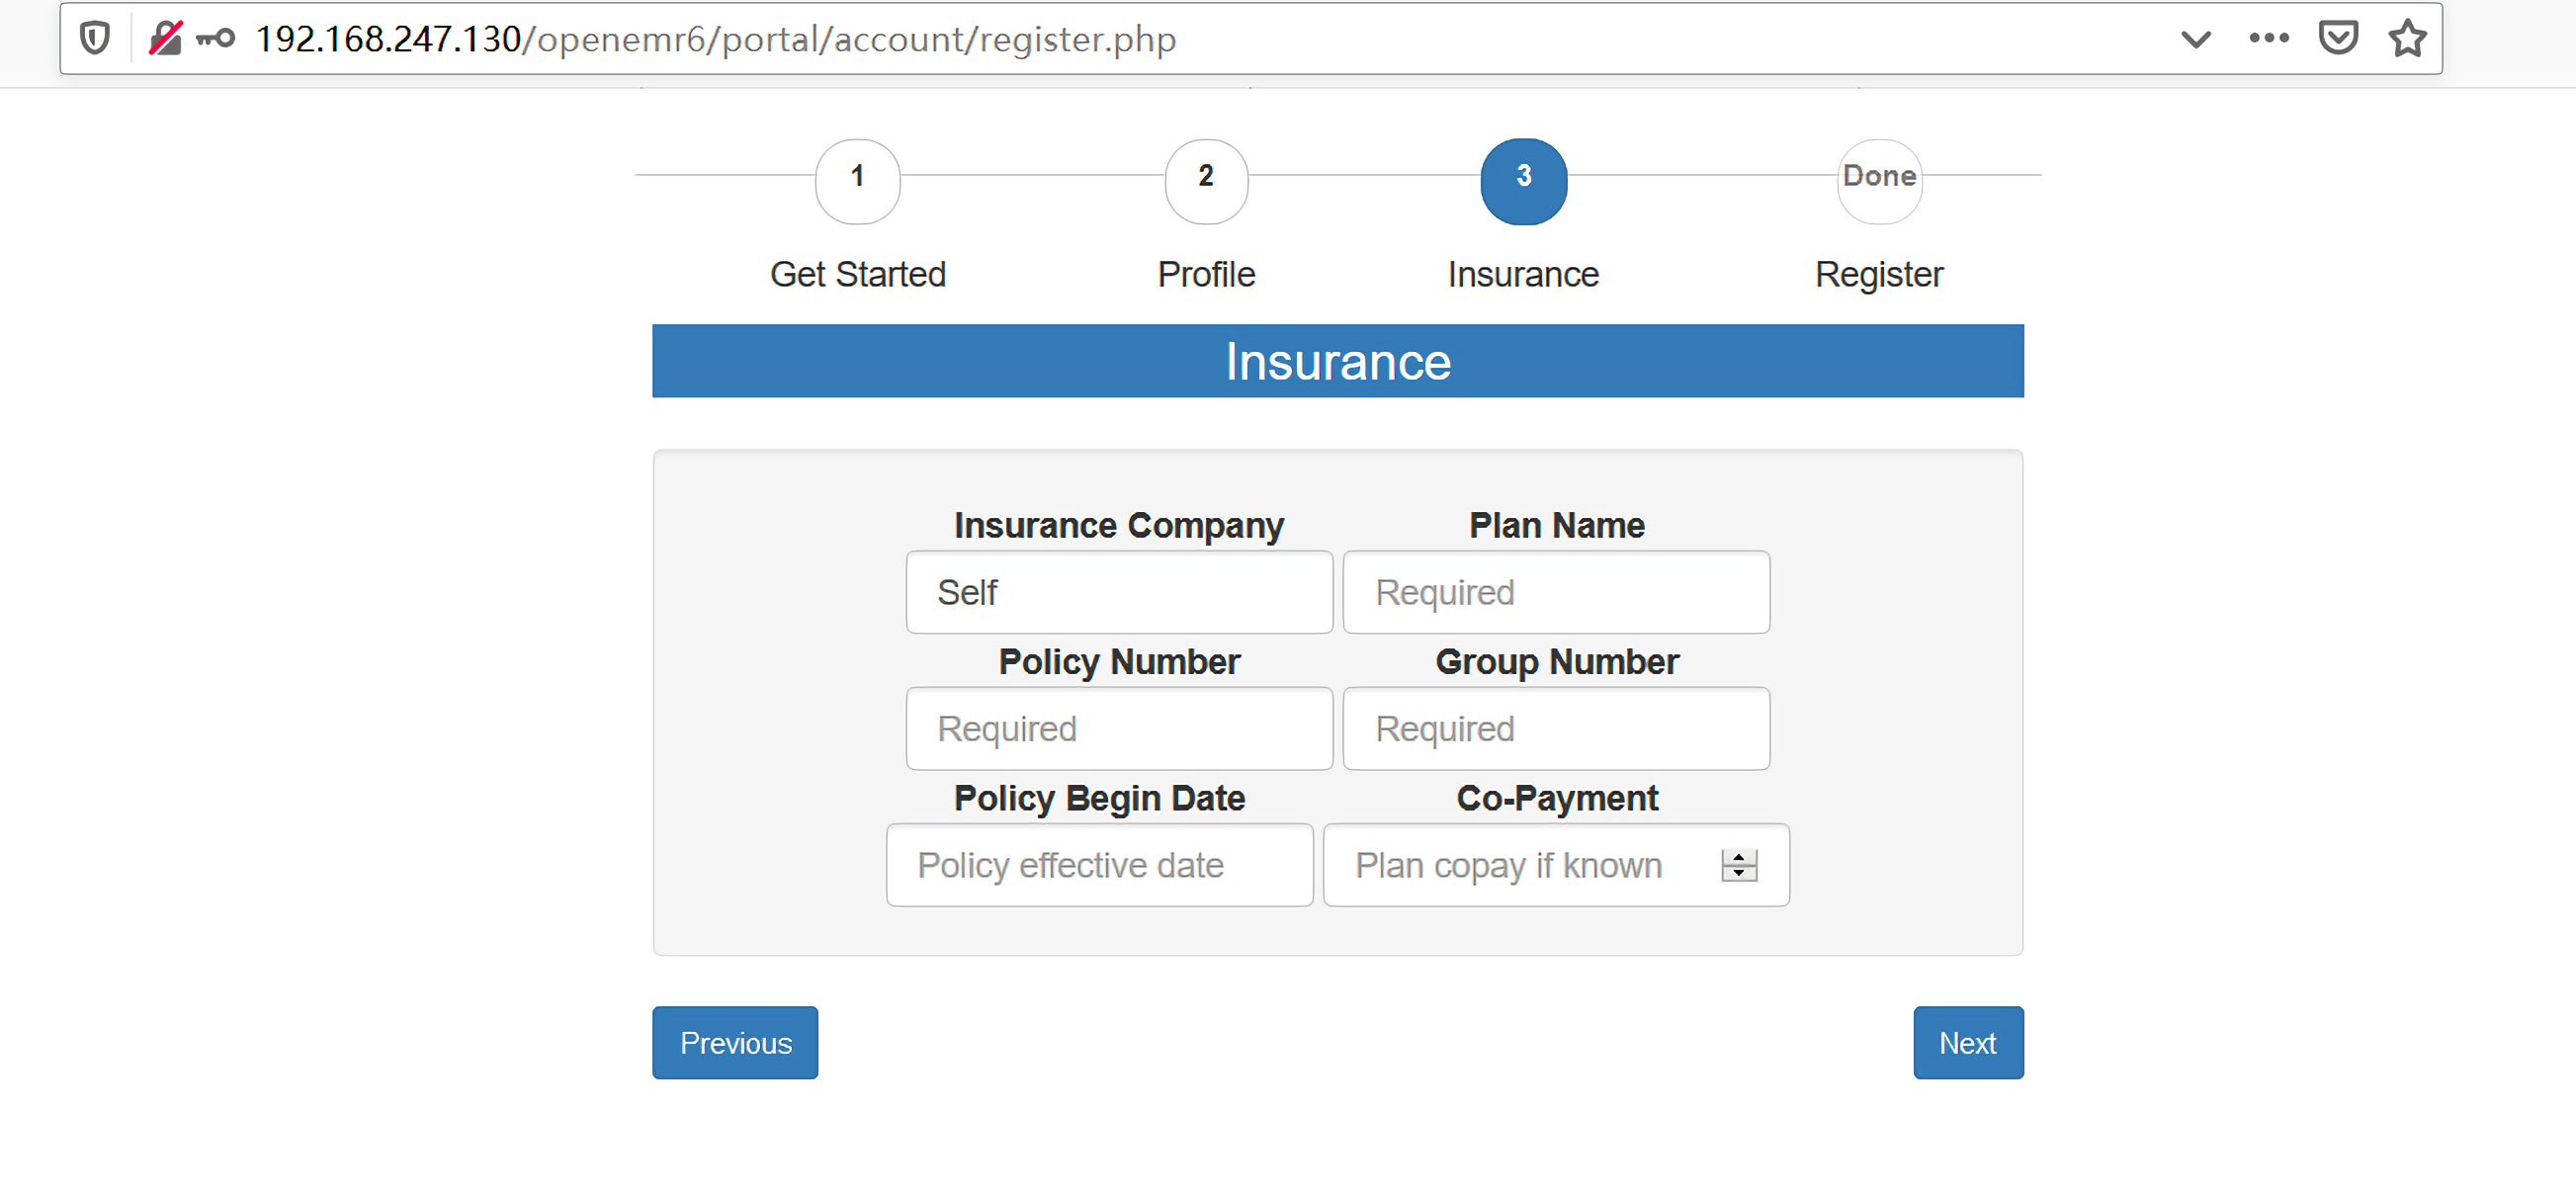 192.168.247.130/openemr6/portal/account/register.php
1 2 3 Done
Get Started Profile Insurance Register
Insurance
Insurance Company Plan Name
Self Required
Policy Number Group Number
Required Required
Policy Begin Date Co-Payment
Policy effective date Plan copay if known
Previous Next